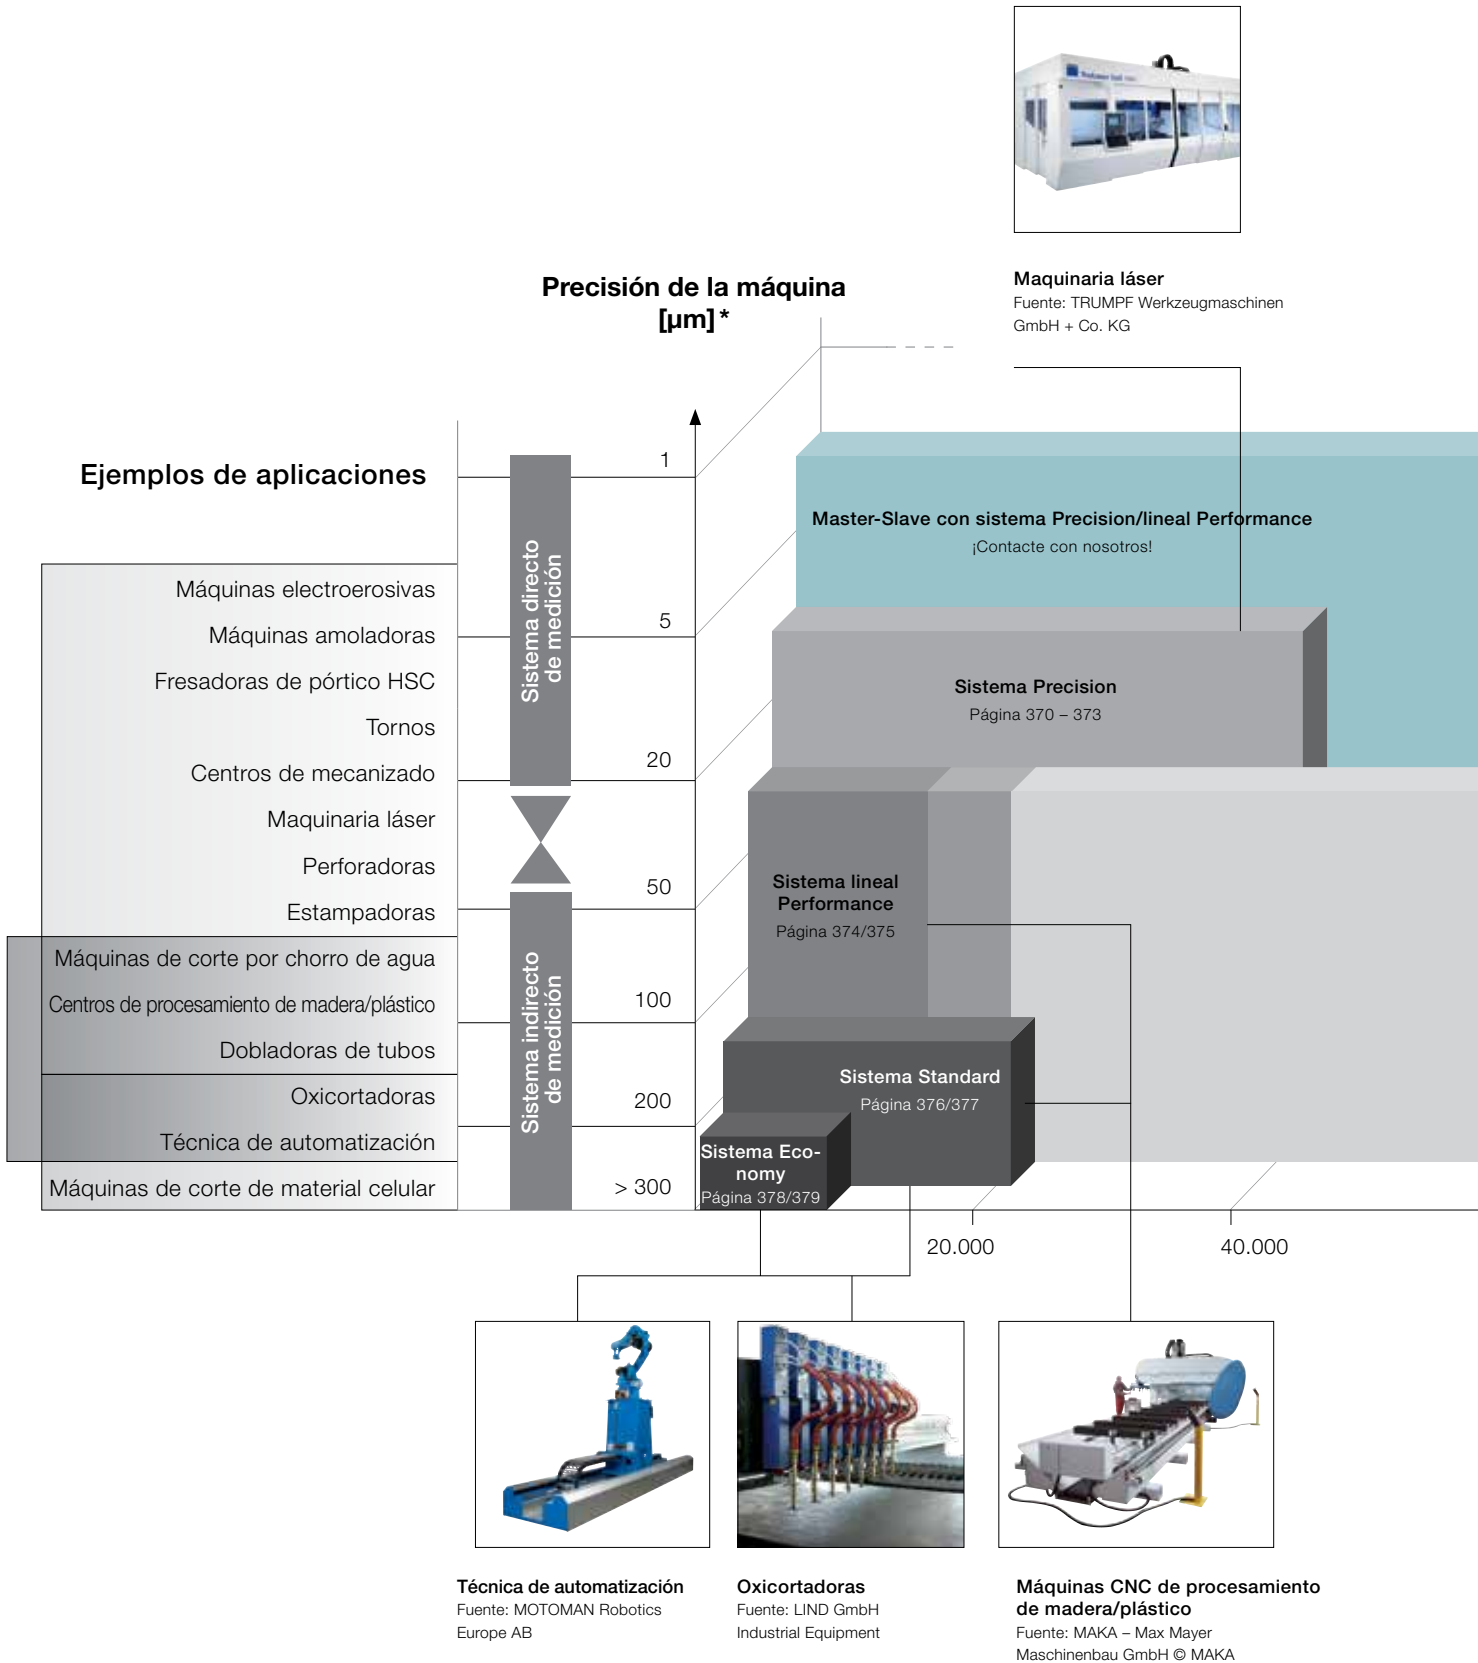 Maquinaria láser
Fuente: TRUMPF Werkzeugmaschinen
GmbH + Co. KG
Precisión de la máquina
[µm] *
Ejemplos de aplicaciones
Máquinas electroerosivas
Máquinas amoladoras
Fresadoras de pórtico HSC
Tornos
Centros de mecanizado
Maquinaria láser
Perforadoras
Estampadoras
Máquinas de corte por chorro de agua
Centros de procesamiento de madera/plástico
Dobladoras de tubos
Oxicortadoras
Técnica de automatización
Máquinas de corte de material celular
Sistema directo
de medición
Sistema indirecto
de medición
1
5
20
50
100
200
> 300
Master-Slave con sistema Precision/lineal Performance
¡Contacte con nosotros!
Sistema Precision
Página 370 – 373
Sistema lineal
Performance
Página 374/375
Sistema Standard
Página 376/377
Sistema Eco-
nomy
Página 378/379
20.000
40.000
Técnica de automatización
Fuente: MOTOMAN Robotics
Europe AB
Oxicortadoras
Fuente: LIND GmbH
Industrial Equipment
Máquinas CNC de procesamiento
de madera/plástico
Fuente: MAKA – Max Mayer
Maschinenbau GmbH © MAKA